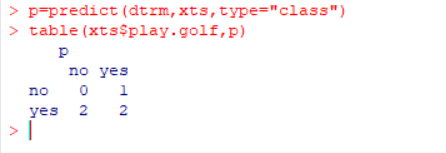 > p=predict(dtrm,xts,type="class")
> table(xts$play.golf,p)
p
no yes
no 0 1
yes 2 2
>